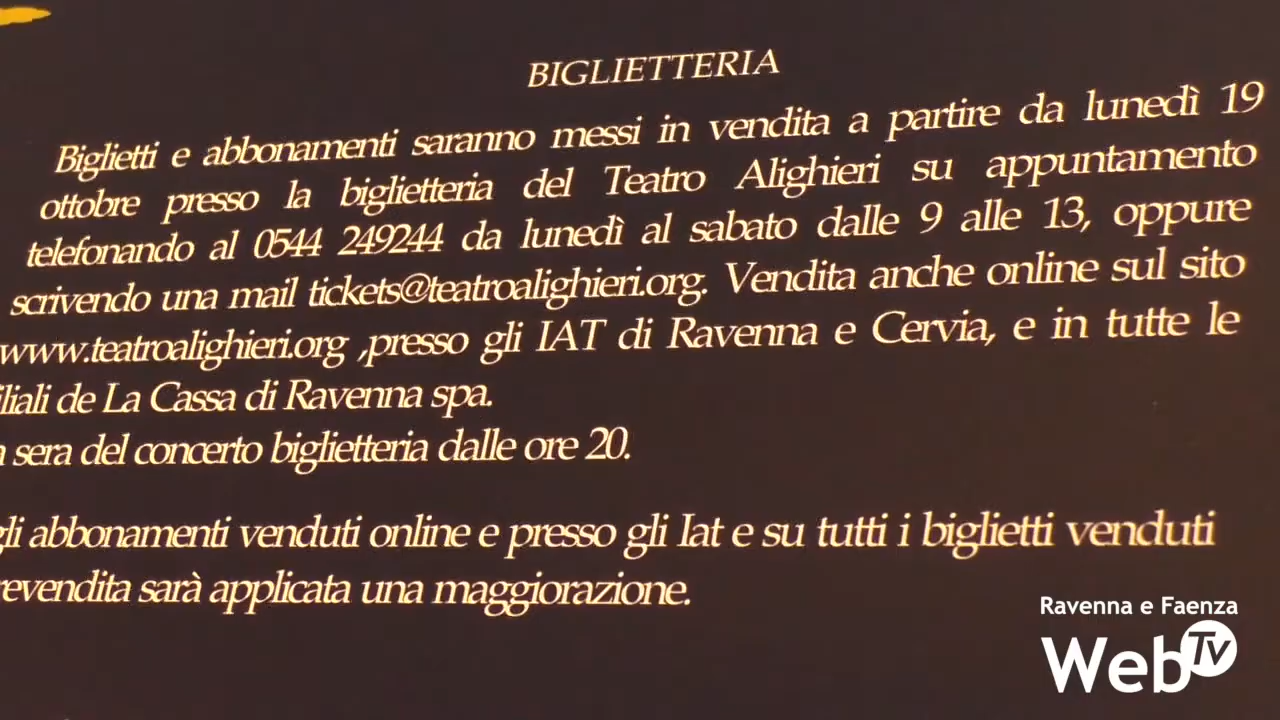 BIGLIETTERIA
Biglietti e abbonamenti saranno messi in vendita a partire da lunedì 19
ottobre presso la biglietteria del Teatro Alighieri su appuntamento
telefonando al 0544 249244 da lunedì al sabato dalle 9 alle 13, oppure
scrivendo una mail tickets@teatroalighieri.org. Vendita anche online sul sito
www.teatroalighieri.org ,presso gli IAT di Ravenna e Cervia, e in tutte le
iliali de La Cassa di Ravenna spa.
a sera del concerto biglietteria dalle ore 20.
gli abbonamenti venduti online e presso gli Iat e su tutti i biglietti venduti
revendita sarà applicata una maggiorazione.
Ravenna e Faenza
WebTv